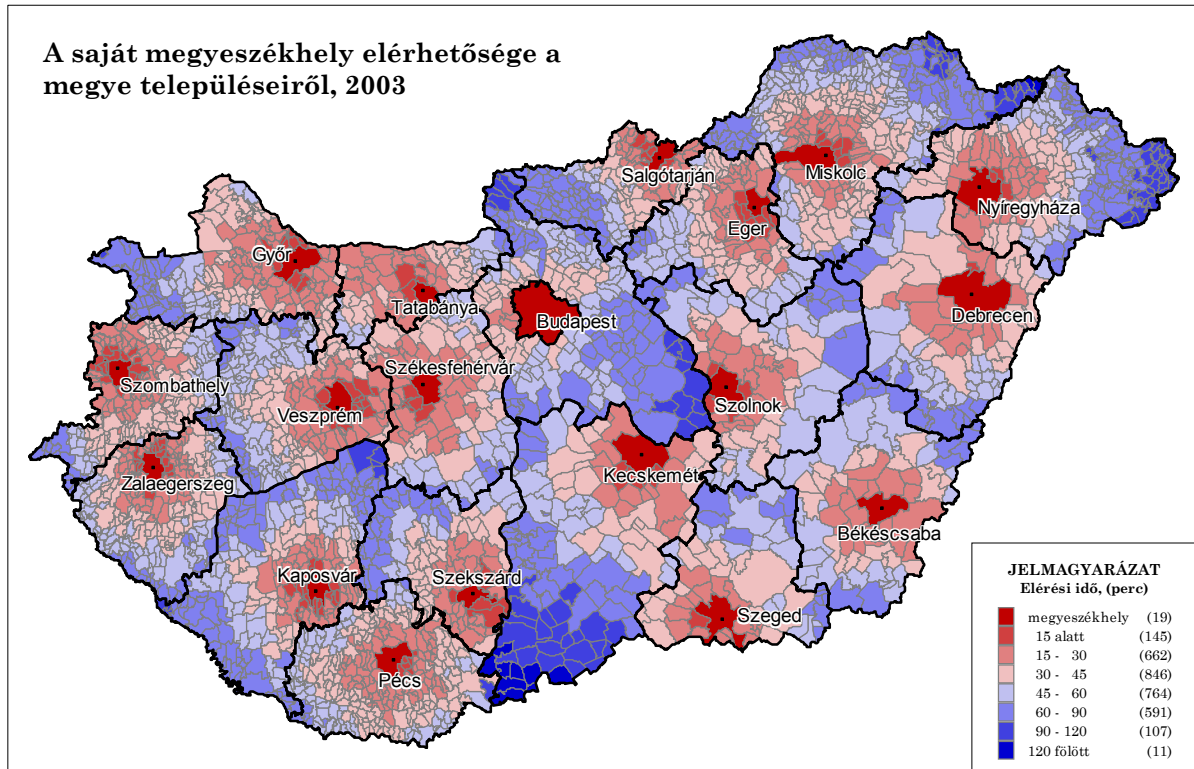 A saját megyeszékhely elérhetősége a
megye településeiről, 2003
Salgótarján
Miskolc
Nyíregyháza
Eger
Győr
Tatabánya
Budapest
Debrecen
Szombathely
Székesfehérvár
Veszprém
Szolnok
Zalaegerszeg
Kecskemét
Békéscsaba
Kaposvár
Szekszárd
Szeged
Pécs
JELMAGYARÁZAT
Elérési idő, (perc)
megyeszékhely (19)
15 alatt (145)
15 - 30 (662)
30 - 45 (846)
45 - 60 (764)
60 - 90 (591)
90 - 120 (107)
120 fölött (11)